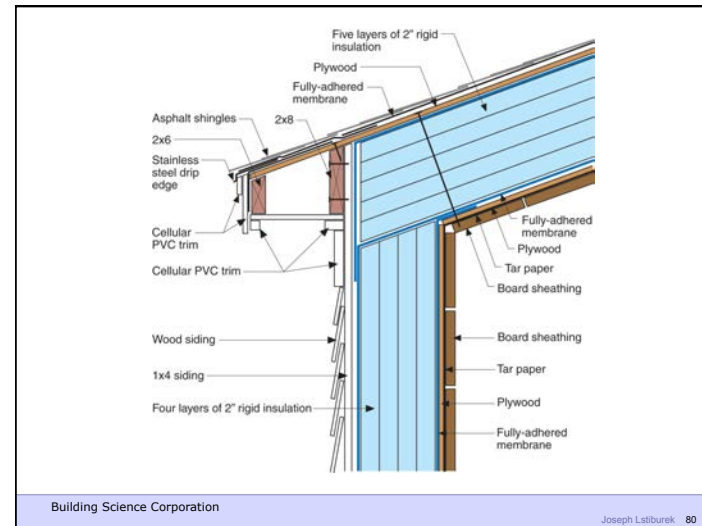 Five layers of 2" rigid
insulation
Plywood
Fully-adhered
membrane
Asphalt shingles
2x8
2x6
Stainless
steel drip
edge
Cellular
PVC trim
Cellular PVC trim
Fully-adhered
membrane
Plywood
Tar paper
Board sheathing
Wood siding
Board sheathing
1x4 siding
Tar paper
Four layers of 2" rigid insulation
Plywood
Fully-adhered
membrane
Building Science Corporation
Joseph Lstiburek 80